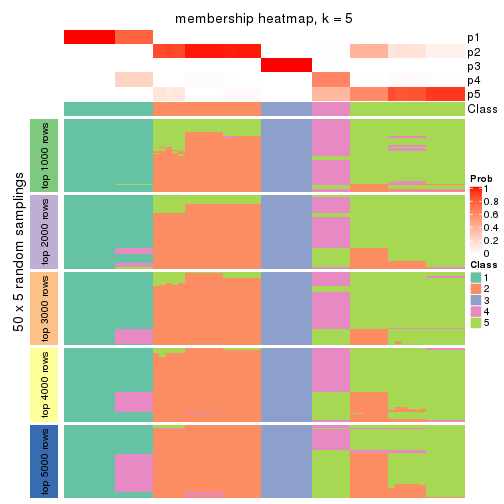 membership heatmap, k = 5
p1
p2
p3
p4
p5
Class
50 x 5 random samplings
top 1000 rows
top 2000 rows
top 3000 rows
top 4000 rows
top 5000 rows
Prob
1
0.8
0.6
0.4
0.2
0
Class
1
2
3
4
5